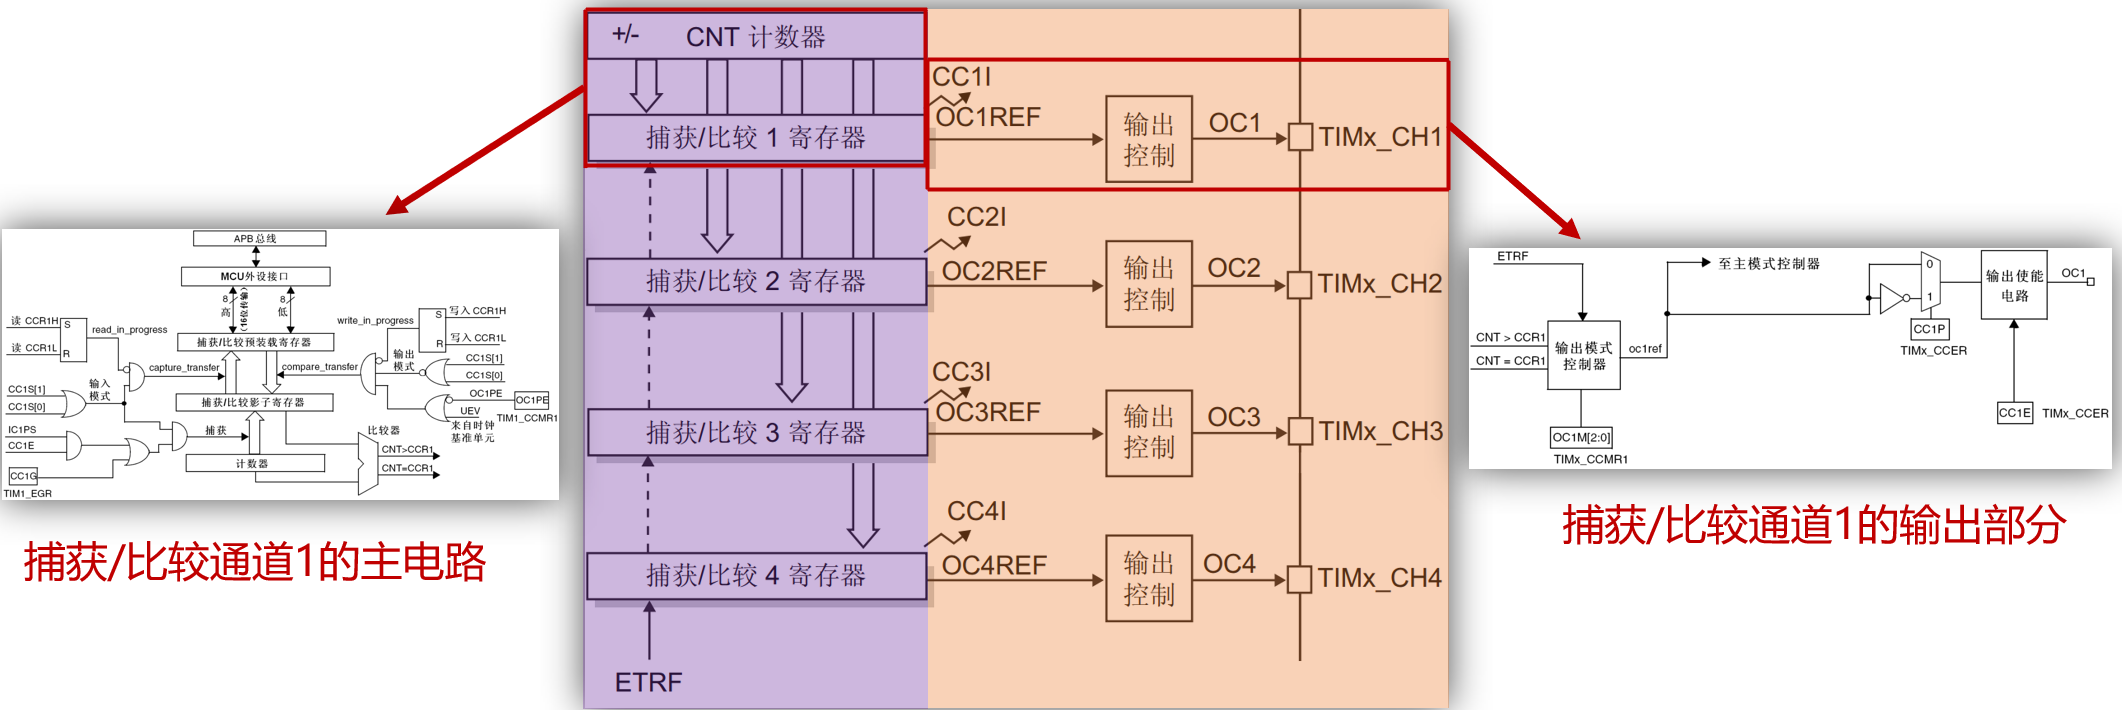 +/-
CNT 计数器
CC1I
OC1REF
捕获/比较 1 寄存器
输出
控制
OC1
TIMx_CH1
CC2I
OC2REF
捕获/比较 2 寄存器
输出
控制
OC2
TIMx_CH2
CC3I
OC3REF
捕获/比较 3 寄存器
输出
控制
OC3
TIMx_CH3
CC4I
OC4REF
捕获/比较 4 寄存器
输出
控制
OC4
TIMx_CH4
ETRF
APB总线
MCU外设接口
8
高
(16位传输)
8
低
读 CCR1H
S
read_in_progress
读 CCR1L
R
write_in_progress
S
写入 CCR1H
R
写入 CCR1L
捕获/比较预装载寄存器
capture_transfer
compare_transfer
输出
模式
CC1S[1]
CC1S[0]
CC1S[1]
CC1S[0]
输入
模式
捕获/比较影子寄存器
OC1PE
OC1PE
UEV
TIM1_CCMR1
来自时钟
基准单元
IC1PS
CC1E
捕获
比较器
CNT>CCR1
CNT=CCR1
计数器
CC1G
TIM1_EGR
捕获/比较通道1的主电路
ETRF
至主模式控制器
0
1
输出使能
电路
OC1
CNT > CCR1
CNT = CCR1
输出模式
控制器
oc1ref
CC1P
TIMx_CCER
CC1E
TIMx_CCER
OC1M[2:0]
TIMx_CCMR1
捕获/比较通道1的输出部分